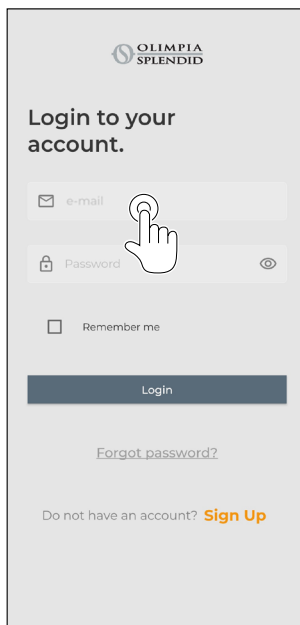 OLIMPIA
SPLENDID
Login to your
account.
e-mail
Password
Remember me
Login
Forgot password?
Do not have an account? Sign Up